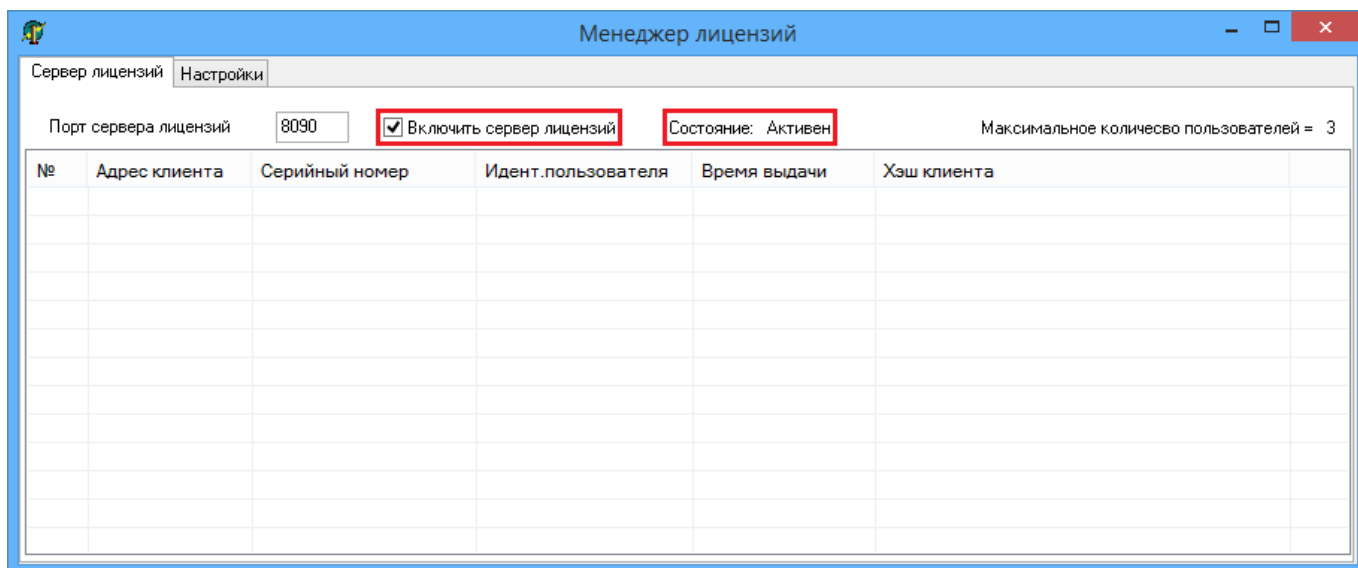 Менеджер лицензий
Сервер лицензий Настройки
Порт сервера лицензий 8090 Включить сервер лицензий Состояние: Активен Максимальное количесво пользователей = 3
№ Адрес клиента Серийный номер Идент.пользователя Время выдачи Хэш клиента